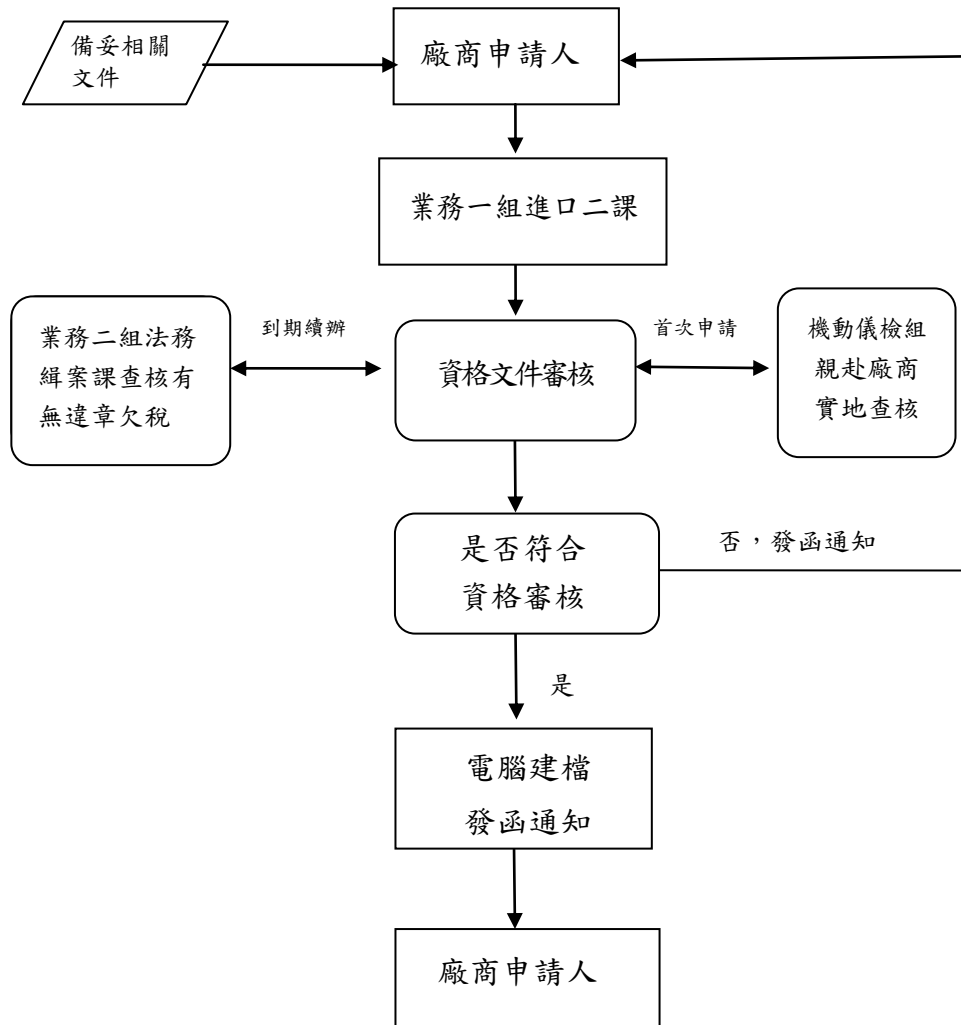 備妥相關
文件
廠商申請人
業務一組進口二課
業務二組法務
緝案課查核有
無違章欠稅
到期續辦
資格文件審核
首次申請
機動儀檢組
親赴廠商
實地查核
是否符合
資格審核
否，發函通知
是
電腦建檔
發函通知
廠商申請人